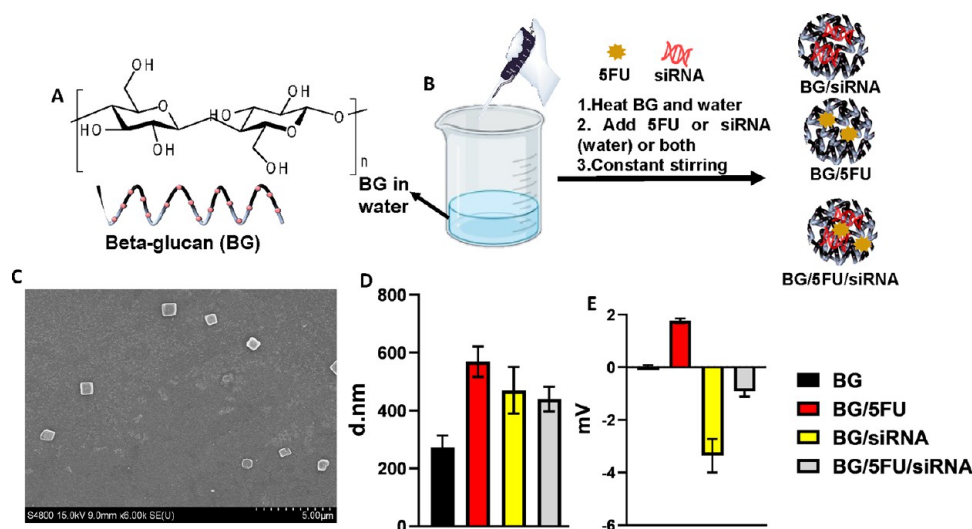 A
OH
O
HO
OH
OH
HO
O
O
OH
n
Beta-glucan (BG)
B
BG in
water
5FU siRNA
1.Heat BG and water
2. Add 5FU or siRNA
(water) or both
3.Constant stirring
BG/siRNA
BG/5FU
BG/5FU/siRNA
C
S4800 15.0kV 9.0mm x6.00k SE(U)
5.00μm
D
d.nm
800
600
400
200
0
E
mV
2
0
-2
-4
-6
BG
BG/5FU
BG/siRNA
BG/5FU/siRNA